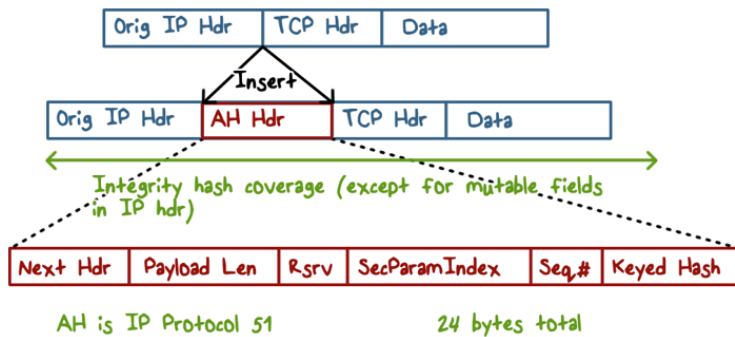 Orig IP Hdr TCP Hdr Data
Insert
Orig IP Hdr AH Hdr TCP Hdr Data
Integrity hash coverage (except for mutable fields
in IP hdr)
Next Hdr Payload Len Rsrv SecParamIndex Seq# Keyed Hash
AH is IP Protocol 51 24 bytes total